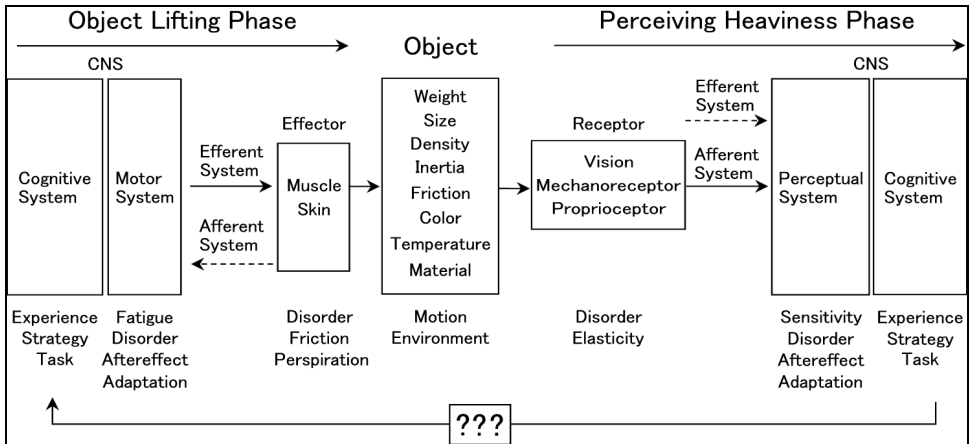 Object Lifting Phase
Perceiving Heaviness Phase
Object
CNS
CNS
Cognitive
System
Motor
System
Efferent
System
Afferent
System
Effector
Muscle
Skin
Weight
Size
Density
Inertia
Friction
Color
Temperature
Material
Receptor
Vision
Mechanoreceptor
Proprioceptor
Efferent
System
Afferent
System
Perceptual
System
Cognitive
System
Experience
Strategy
Task
Fatigue
Disorder
Aftereffect
Adaptation
Disorder
Friction
Perspiration
Motion
Environment
Disorder
Elasticity
Sensitivity
Disorder
Aftereffect
Adaptation
Experience
Strategy
Task
???